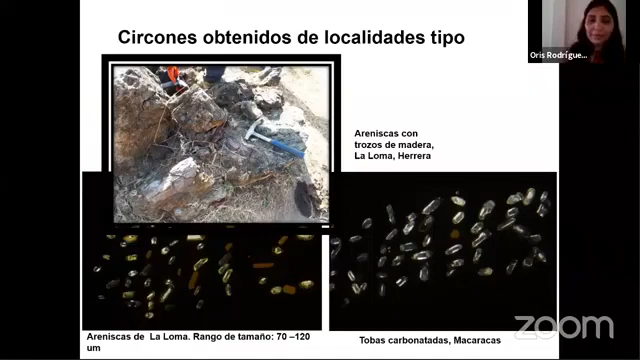 Circones obtenidos de localidades tipo
Oris Rodrígue...
Areniscas con
trozos de madera,
La Loma, Herrera
Areniscas de La Loma. Rango de tamaño: 70 –120
um
Tobas carbonatadas, Macaracas
zoom